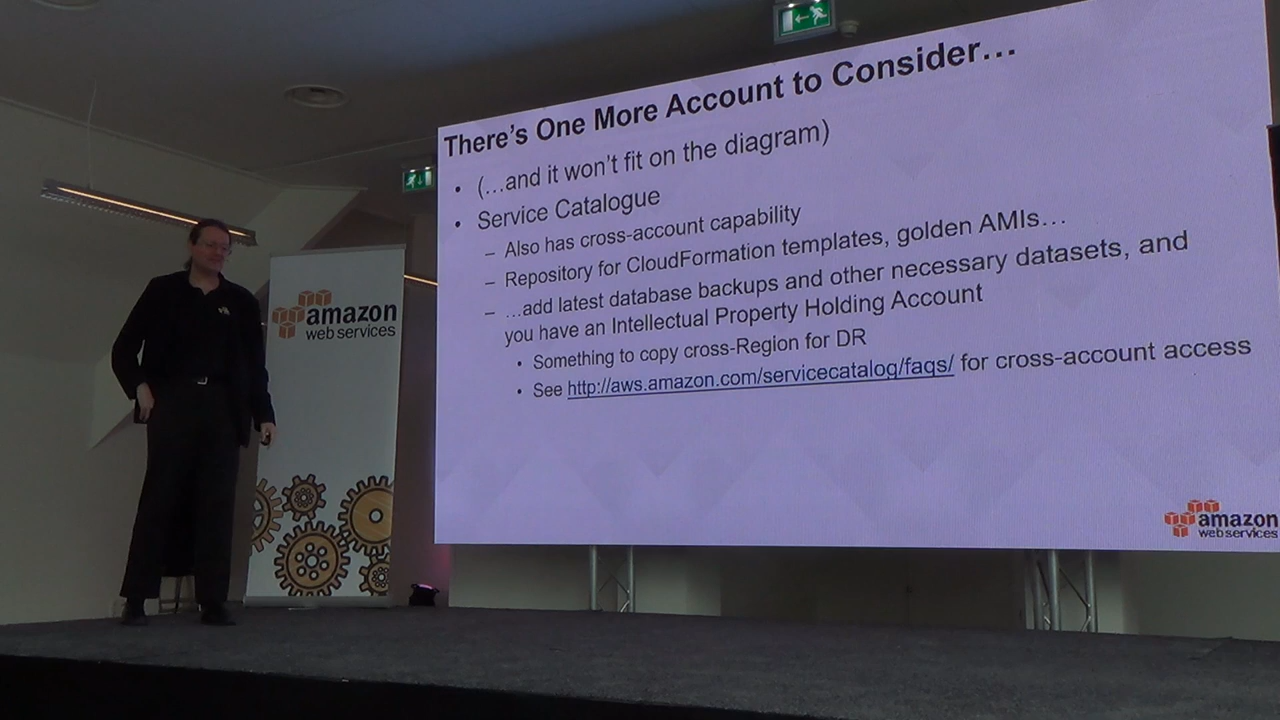 There's One More Account to Consider…
• (…and it won't fit on the diagram)
• Service Catalogue
– Also has cross-account capability
– Repository for CloudFormation templates, golden AMIs…
– …add latest database backups and other necessary datasets, and
you have an Intellectual Property Holding Account
• Something to copy cross-Region for DR
• See http://aws.amazon.com/servicecatalog/faqs/ for cross-account access
amazon
web services
amazon
web services